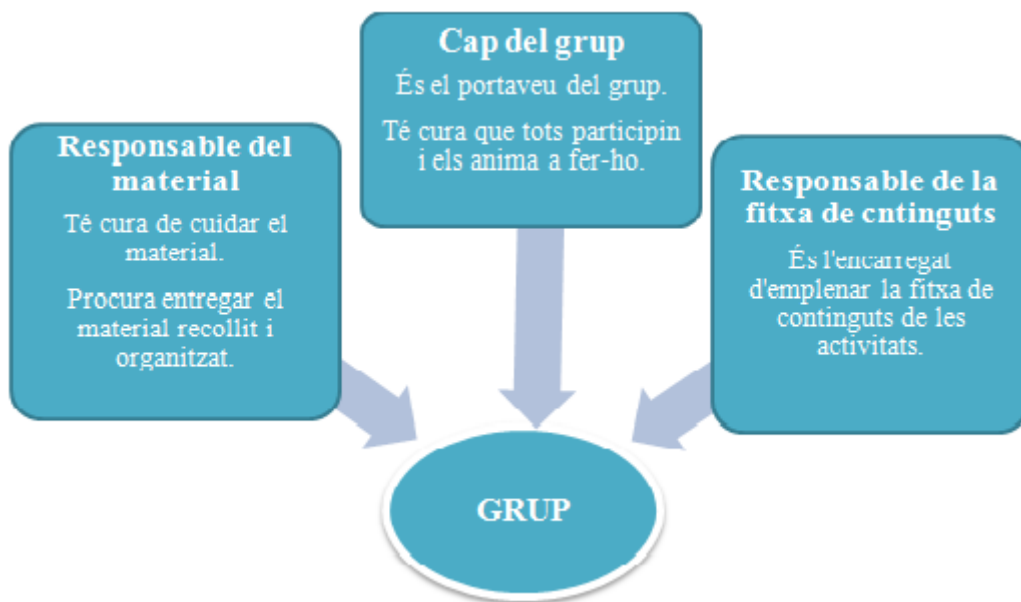 Responsable del
material
Té cura de cuidar el
material.
Procura entregar el
material recollit i
organitzat.
Cap del grup
És el portaveu del grup.
Té cura que tots participin
i els anima a fer-ho.
Responsable de la
fitxa de cntinguts
És l'encarregat
d'emplenar la fitxa de
continguts de les
activitats.
GRUP